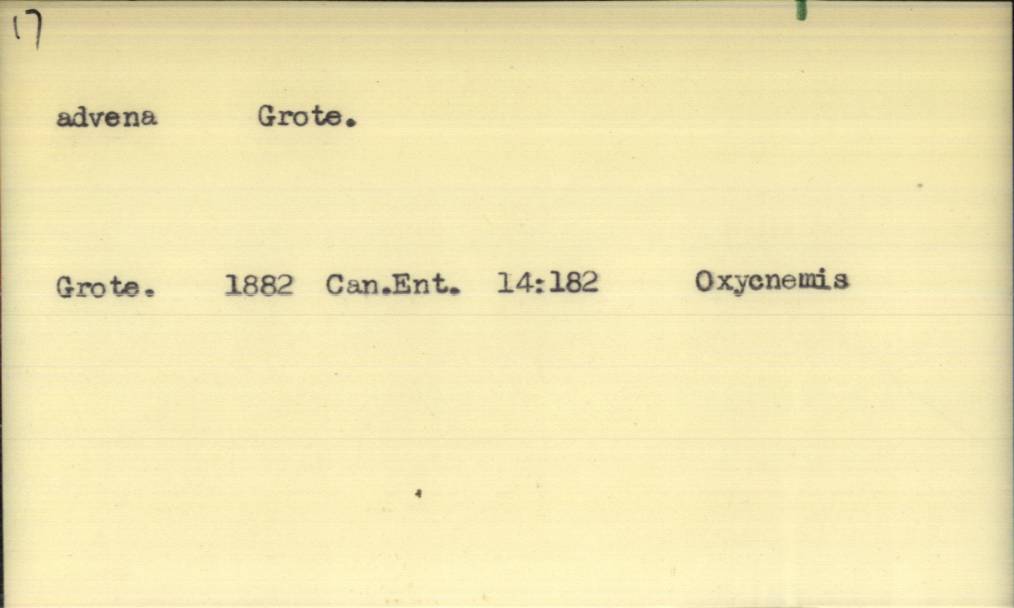 17
advena Grote.
Grote. 1882 Can.Ent. 14:182 Oxycnemis